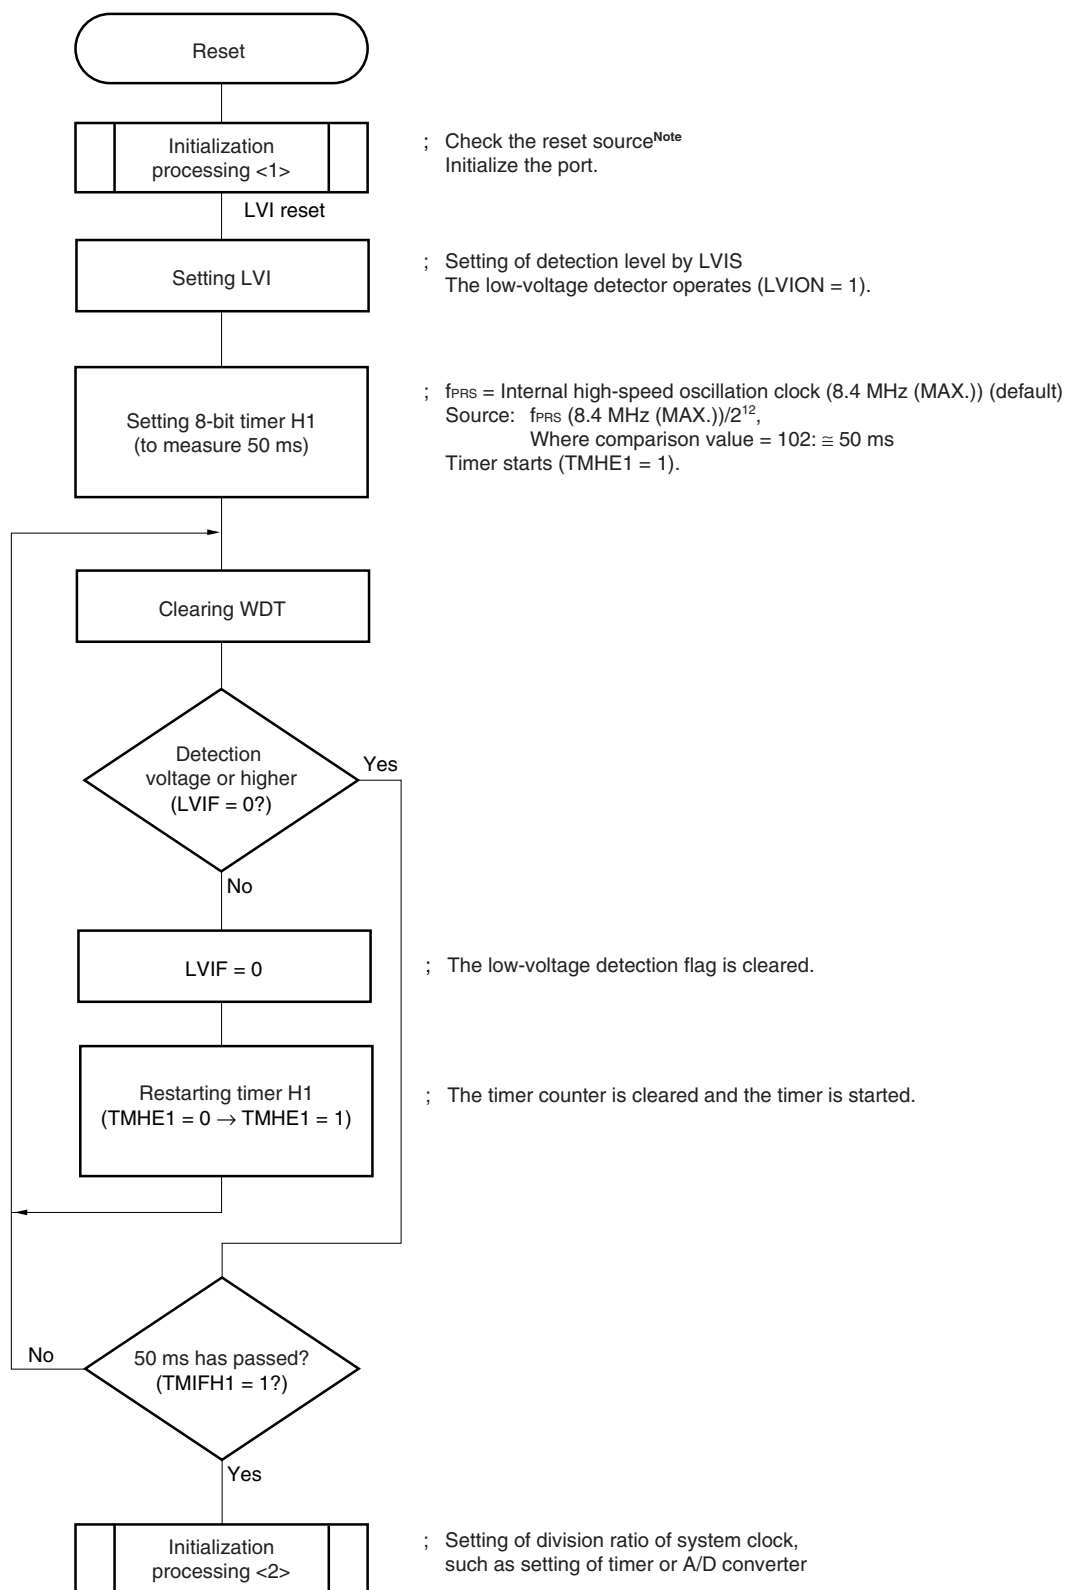 Reset
Initialization
processing <1>
; Check the reset sourceNote
Initialize the port.
LVI reset
Setting LVI
; Setting of detection level by LVIS
The low-voltage detector operates (LVION = 1).
Setting 8-bit timer H1
(to measure 50 ms)
; fPRS = Internal high-speed oscillation clock (8.4 MHz (MAX.)) (default)
Source: fPRS (8.4 MHz (MAX.))/2¹²,
Where comparison value = 102: ≅ 50 ms
Timer starts (TMHE1 = 1).
Clearing WDT
Detection
voltage or higher
(LVIF = 0?)
Yes
No
LVIF = 0
; The low-voltage detection flag is cleared.
Restarting timer H1
(TMHE1 = 0 → TMHE1 = 1)
; The timer counter is cleared and the timer is started.
No
50 ms has passed?
(TMIFH1 = 1?)
Yes
Initialization
processing <2>
; Setting of division ratio of system clock,
such as setting of timer or A/D converter